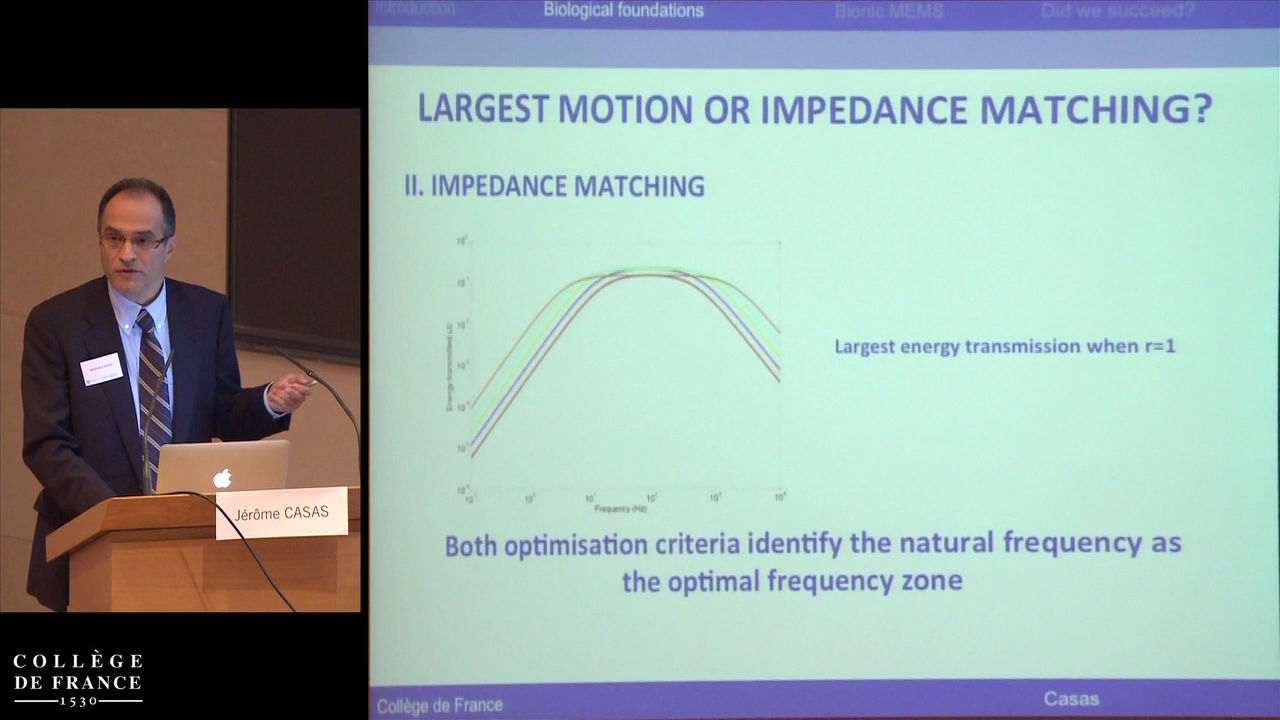 Introduction
Biological foundations
Bionic MEMS
Did we succeed?
LARGEST MOTION OR IMPEDANCE MATCHING?
II. IMPEDANCE MATCHING
Energy transmitted
Frequency (Hz)
Largest energy transmission when r=1
Both optimisation criteria identify the natural frequency as
the optimal frequency zone
Collège de France
Casas
Jérôme CASAS
COLLÈGE
DE FRANCE
1530